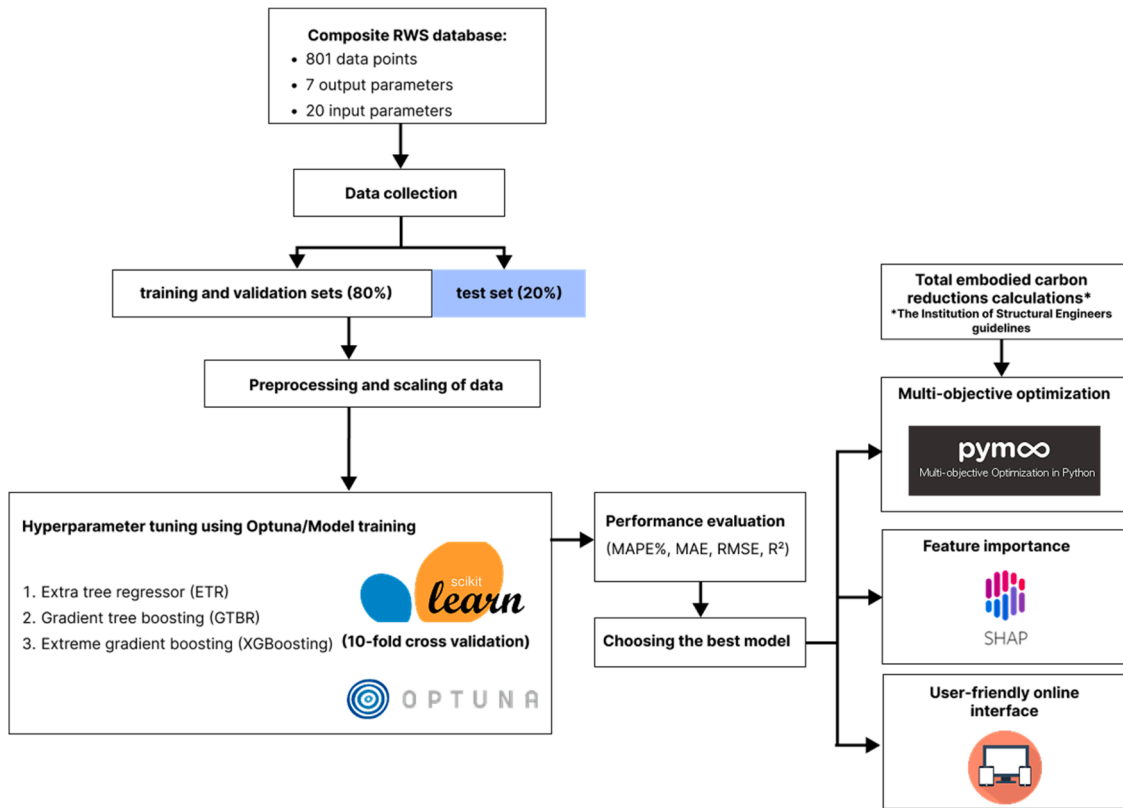 Composite RWS database:
• 801 data points
• 7 output parameters
• 20 input parameters
Data collection
training and validation sets (80%)
test set (20%)
Preprocessing and scaling of data
Hyperparameter tuning using Optuna/Model training
1. Extra tree regressor (ETR)
2. Gradient tree boosting (GTBR)
3. Extreme gradient boosting (XGBoosting)
scikit
learn
(10-fold cross validation)
OPTUNA
Performance evaluation
(MAPE%, MAE, RMSE, R²)
Choosing the best model
Total embodied carbon
reductions calculations*
*The Institution of Structural Engineers
guidelines
Multi-objective optimization
pymoo
Multi-objective Optimization in Python
Feature importance
SHAP
User-friendly online
interface